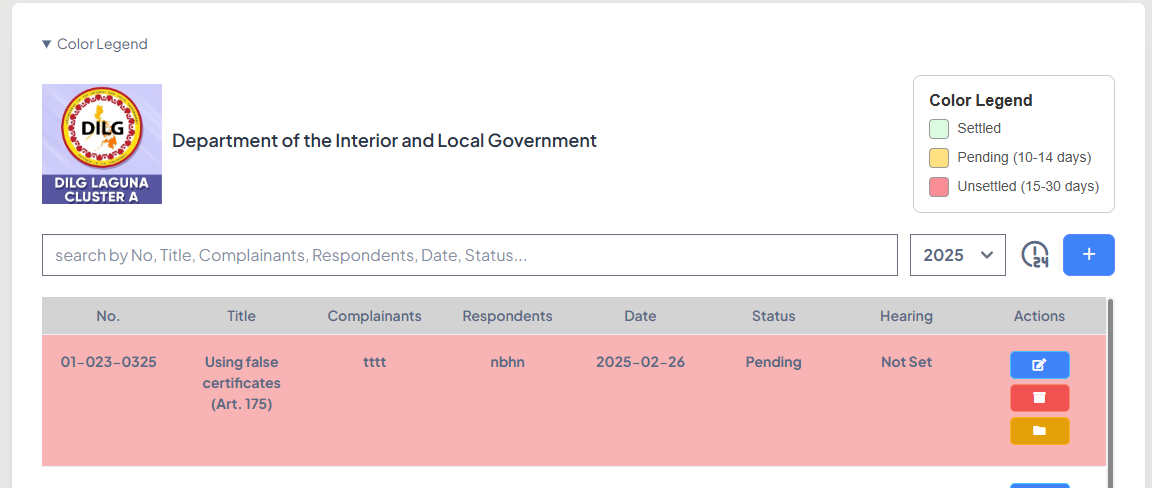 ▼ Color Legend
DILG
DILG LAGUNA
CLUSTER A
Department of the Interior and Local Government
Color Legend
Settled
Pending (10-14 days)
Unsettled (15-30 days)
search by No, Title, Complainants, Respondents, Date, Status...
2025
24
+
No. Title Complainants Respondents Date Status Hearing Actions
01-023-0325 Using false certificates (Art. 175) tttt nbhn 2025-02-26 Pending Not Set